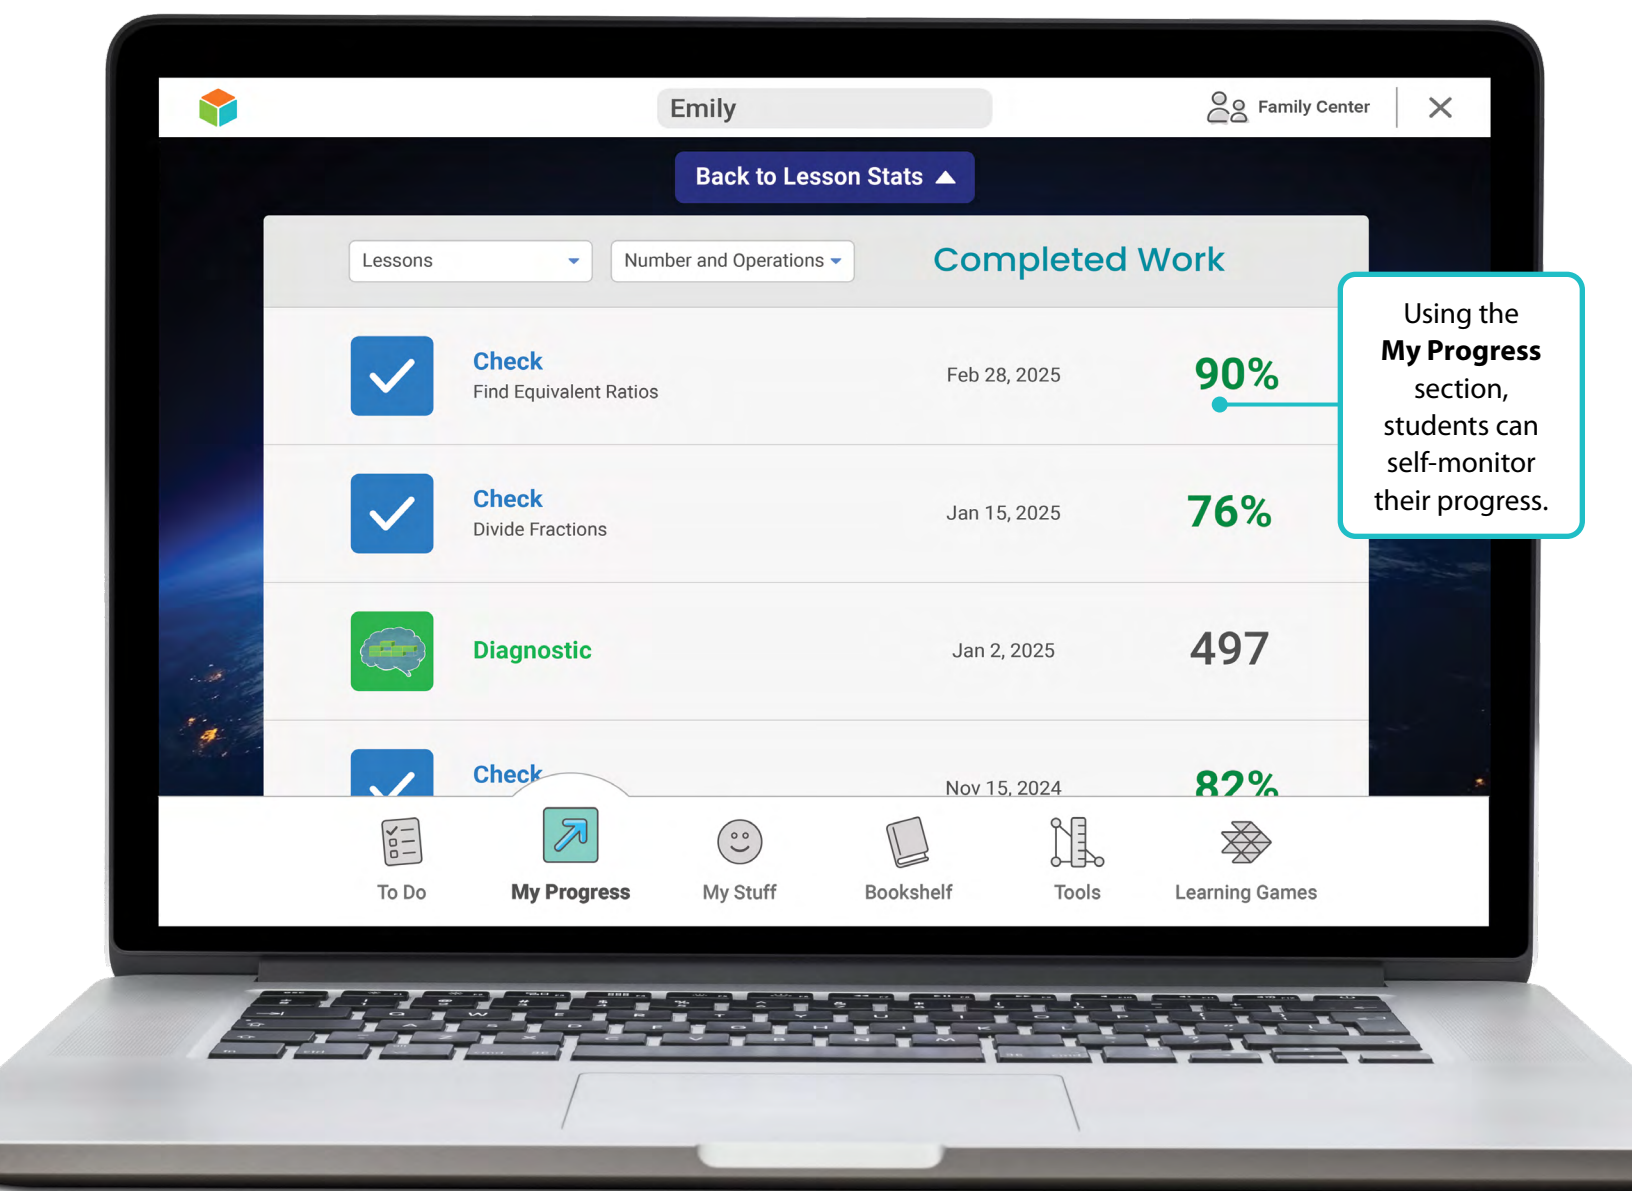 Emily
Family Center
Back to Lesson Stats
Lessons
Number and Operations
Completed Work
Check
Find Equivalent Ratios
Feb 28, 2025
90%
Using the
My Progress
section,
students can
self-monitor
their progress.
Check
Divide Fractions
Jan 15, 2025
76%
Diagnostic
Jan 2, 2025
497
Check
Nov 15, 2024
82%
To Do
My Progress
My Stuff
Bookshelf
Tools
Learning Games